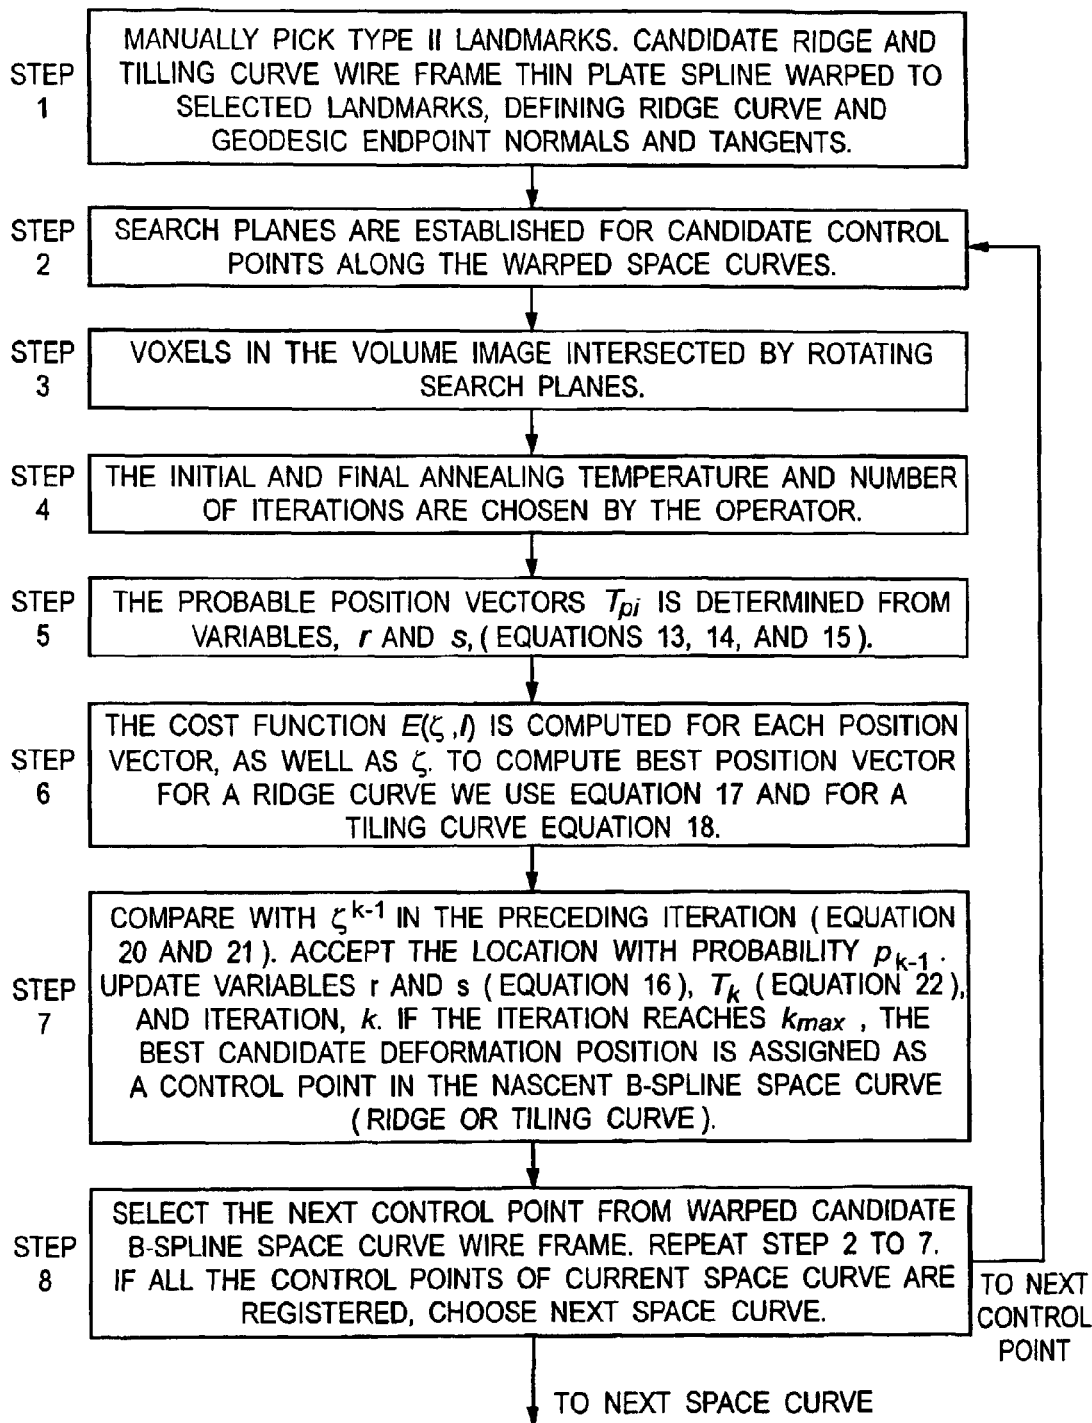 STEP
1
MANUALLY PICK TYPE II LANDMARKS. CANDIDATE RIDGE AND
TILLING CURVE WIRE FRAME THIN PLATE SPLINE WARPED TO
SELECTED LANDMARKS, DEFINING RIDGE CURVE AND
GEODESIC ENDPOINT NORMALS AND TANGENTS.
STEP
2
SEARCH PLANES ARE ESTABLISHED FOR CANDIDATE CONTROL
POINTS ALONG THE WARPED SPACE CURVES.
STEP
3
VOXELS IN THE VOLUME IMAGE INTERSECTED BY ROTATING
SEARCH PLANES.
STEP
4
THE INITIAL AND FINAL ANNEALING TEMPERATURE AND NUMBER
OF ITERATIONS ARE CHOSEN BY THE OPERATOR.
STEP
5
THE PROBABLE POSITION VECTORS T_{pi} IS DETERMINED FROM
VARIABLES, r AND s, (EQUATIONS 13, 14, AND 15).
STEP
6
THE COST FUNCTION E(ζ,I) IS COMPUTED FOR EACH POSITION
VECTOR, AS WELL AS ζ. TO COMPUTE BEST POSITION VECTOR
FOR A RIDGE CURVE WE USE EQUATION 17 AND FOR A
TILING CURVE EQUATION 18.
STEP
7
COMPARE WITH ζ^{k-1} IN THE PRECEDING ITERATION (EQUATION
20 AND 21). ACCEPT THE LOCATION WITH PROBABILITY p_{k-1}.
UPDATE VARIABLES r AND s (EQUATION 16), T_k (EQUATION 22),
AND ITERATION, k. IF THE ITERATION REACHES k_{max}, THE
BEST CANDIDATE DEFORMATION POSITION IS ASSIGNED AS
A CONTROL POINT IN THE NASCENT B-SPLINE SPACE CURVE
(RIDGE OR TILING CURVE).
STEP
8
SELECT THE NEXT CONTROL POINT FROM WARPED CANDIDATE
B-SPLINE SPACE CURVE WIRE FRAME. REPEAT STEP 2 TO 7.
IF ALL THE CONTROL POINTS OF CURRENT SPACE CURVE ARE
REGISTERED, CHOOSE NEXT SPACE CURVE.
TO NEXT
CONTROL
POINT
TO NEXT SPACE CURVE